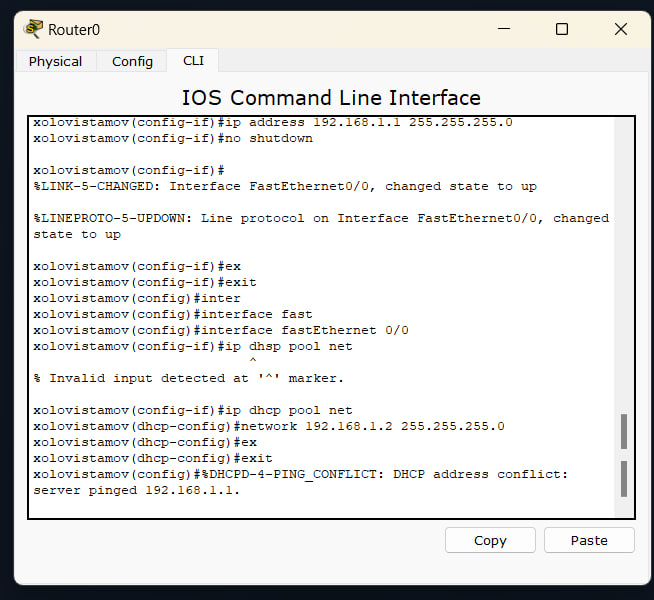 Router0
Physical Config CLI
IOS Command Line Interface
xolovistamov(config-if)#ip address 192.168.1.1 255.255.255.0
xolovistamov(config-if)#no shutdown
xolovistamov(config-if)#
%LINK-5-CHANGED: Interface FastEthernet0/0, changed state to up
%LINEPROTO-5-UPDOWN: Line protocol on Interface FastEthernet0/0, changed
state to up
xolovistamov(config-if)#ex
xolovistamov(config-if)#exit
xolovistamov(config)#inter
xolovistamov(config)#interface fast
xolovistamov(config)#interface fastEthernet 0/0
xolovistamov(config-if)#ip dhsp pool net
^
% Invalid input detected at '^' marker.
xolovistamov(config-if)#ip dhcp pool net
xolovistamov(dhcp-config)#network 192.168.1.2 255.255.255.0
xolovistamov(dhcp-config)#ex
xolovistamov(dhcp-config)#exit
xolovistamov(config)#%DHCPD-4-PING_CONFLICT: DHCP address conflict:
server pinged 192.168.1.1.
Copy Paste